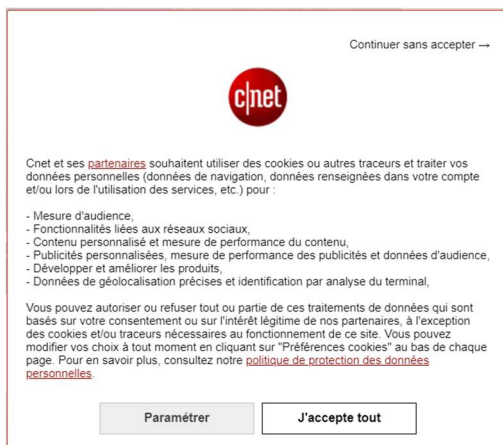 Continuer sans accepter →
c|net
Cnet et ses partenaires souhaitent utiliser des cookies ou autres traceurs et traiter vos
données personnelles (données de navigation, données renseignées dans votre compte
et/ou lors de l'utilisation des services, etc.) pour :
- Mesure d'audience,
- Fonctionnalités liées aux réseaux sociaux,
- Contenu personnalisé et mesure de performance du contenu,
- Publicités personnalisées, mesure de performance des publicités et données d'audience,
- Développer et améliorer les produits,
- Données de géolocalisation précises et identification par analyse du terminal,
Vous pouvez autoriser ou refuser tout ou partie de ces traitements de données qui sont
basés sur votre consentement ou sur l'intérêt légitime de nos partenaires, à l'exception
des cookies et/ou traceurs nécessaires au fonctionnement de ce site. Vous pouvez
modifier vos choix à tout moment en cliquant sur "Préférences cookies" au bas de chaque
page. Pour en savoir plus, consultez notre politique de protection des données
personnelles.
Paramétrer
J'accepte tout